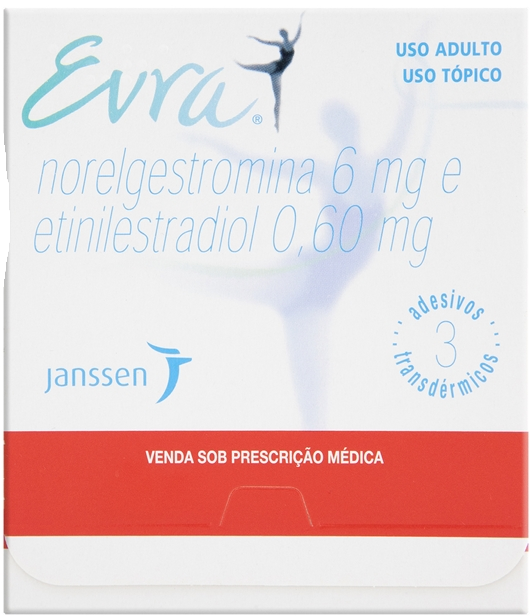 Evra®
USO ADULTO
USO TÓPICO
norelgestromina 6 mg e
etinilestradiol 0,60 mg
adesivos
3
transdérmicos
janssen
VENDA SOB PRESCRIÇÃO MÉDICA